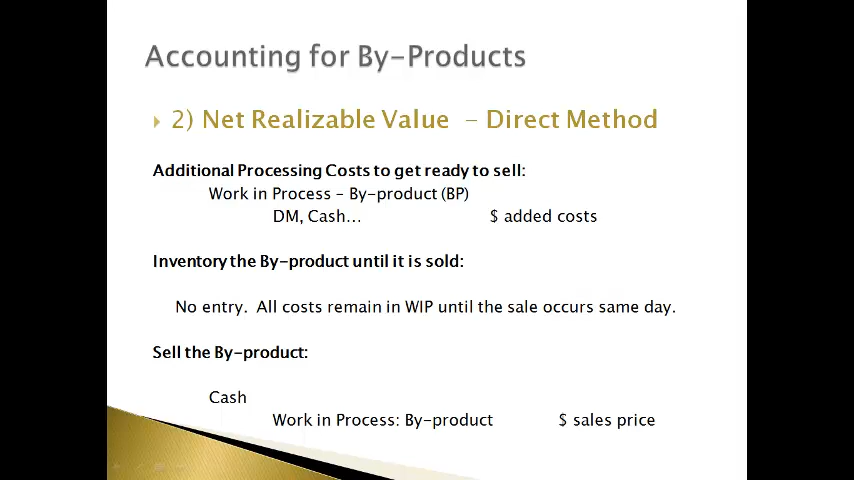 Accounting for By-Products
2) Net Realizable Value - Direct Method
Additional Processing Costs to get ready to sell:
Work in Process – By-product (BP)
DM, Cash… $ added costs
Inventory the By-product until it is sold:
No entry. All costs remain in WIP until the sale occurs same day.
Sell the By-product:
Cash
Work in Process: By-product $ sales price